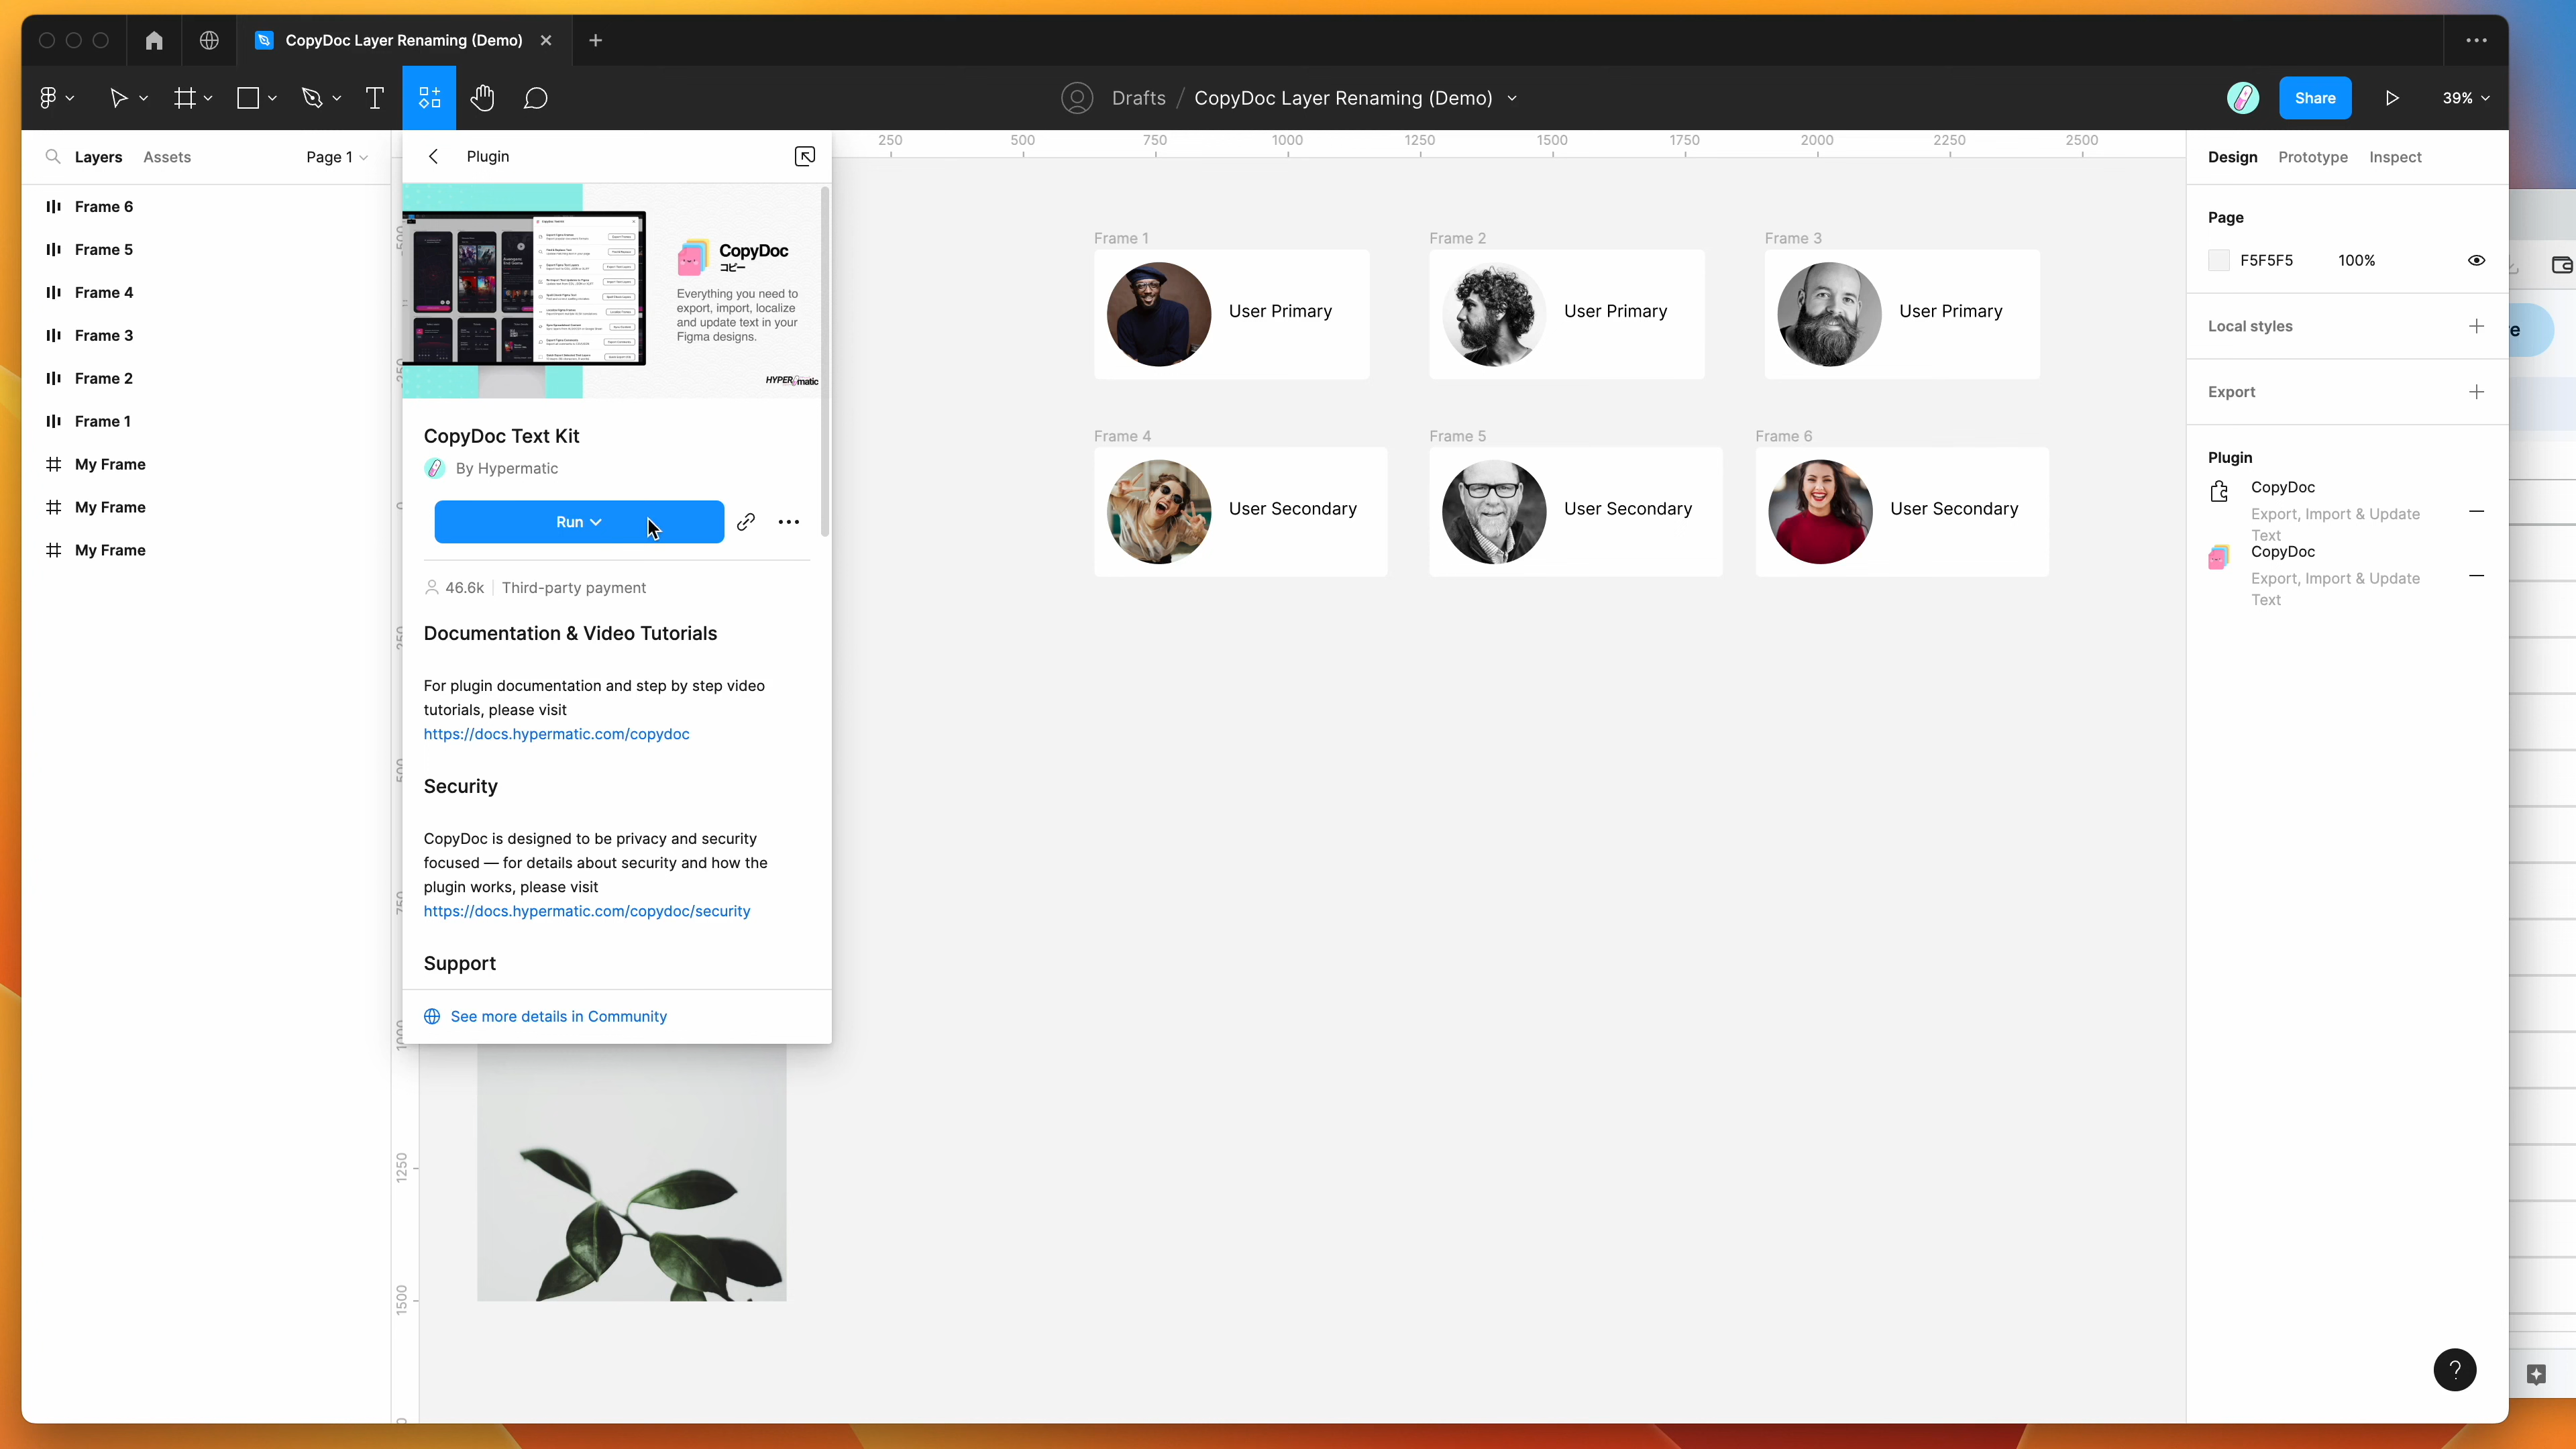 CopyDoc Layer Renaming (Demo)
Drafts / CopyDoc Layer Renaming (Demo)
Share
39%
Layers
Assets
Page 1
Frame 6
Frame 5
Frame 4
Frame 3
Frame 2
Frame 1
My Frame
My Frame
My Frame
Plugin
CopyDoc
コピー
Everything you need to
export, import, localize
and update text in your
Figma designs.
HYPERmatic
CopyDoc Text Kit
By Hypermatic
Run
46.6k
Third-party payment
Documentation & Video Tutorials
For plugin documentation and step by step video
tutorials, please visit
https://docs.hypermatic.com/copydoc
Security
CopyDoc is designed to be privacy and security
focused — for details about security and how the
plugin works, please visit
https://docs.hypermatic.com/copydoc/security
Support
See more details in Community
250 500 750 1000 1250 1500 1750 2000 2250 2500
1250
1500
Frame 1
User Primary
Frame 2
User Primary
Frame 3
User Primary
Frame 4
User Secondary
Frame 5
User Secondary
Frame 6
User Secondary
Design
Prototype
Inspect
Page
F5F5F5
100%
Local styles
Export
Plugin
CopyDoc
Export, Import & Update
Text
CopyDoc
Export, Import & Update
Text
?